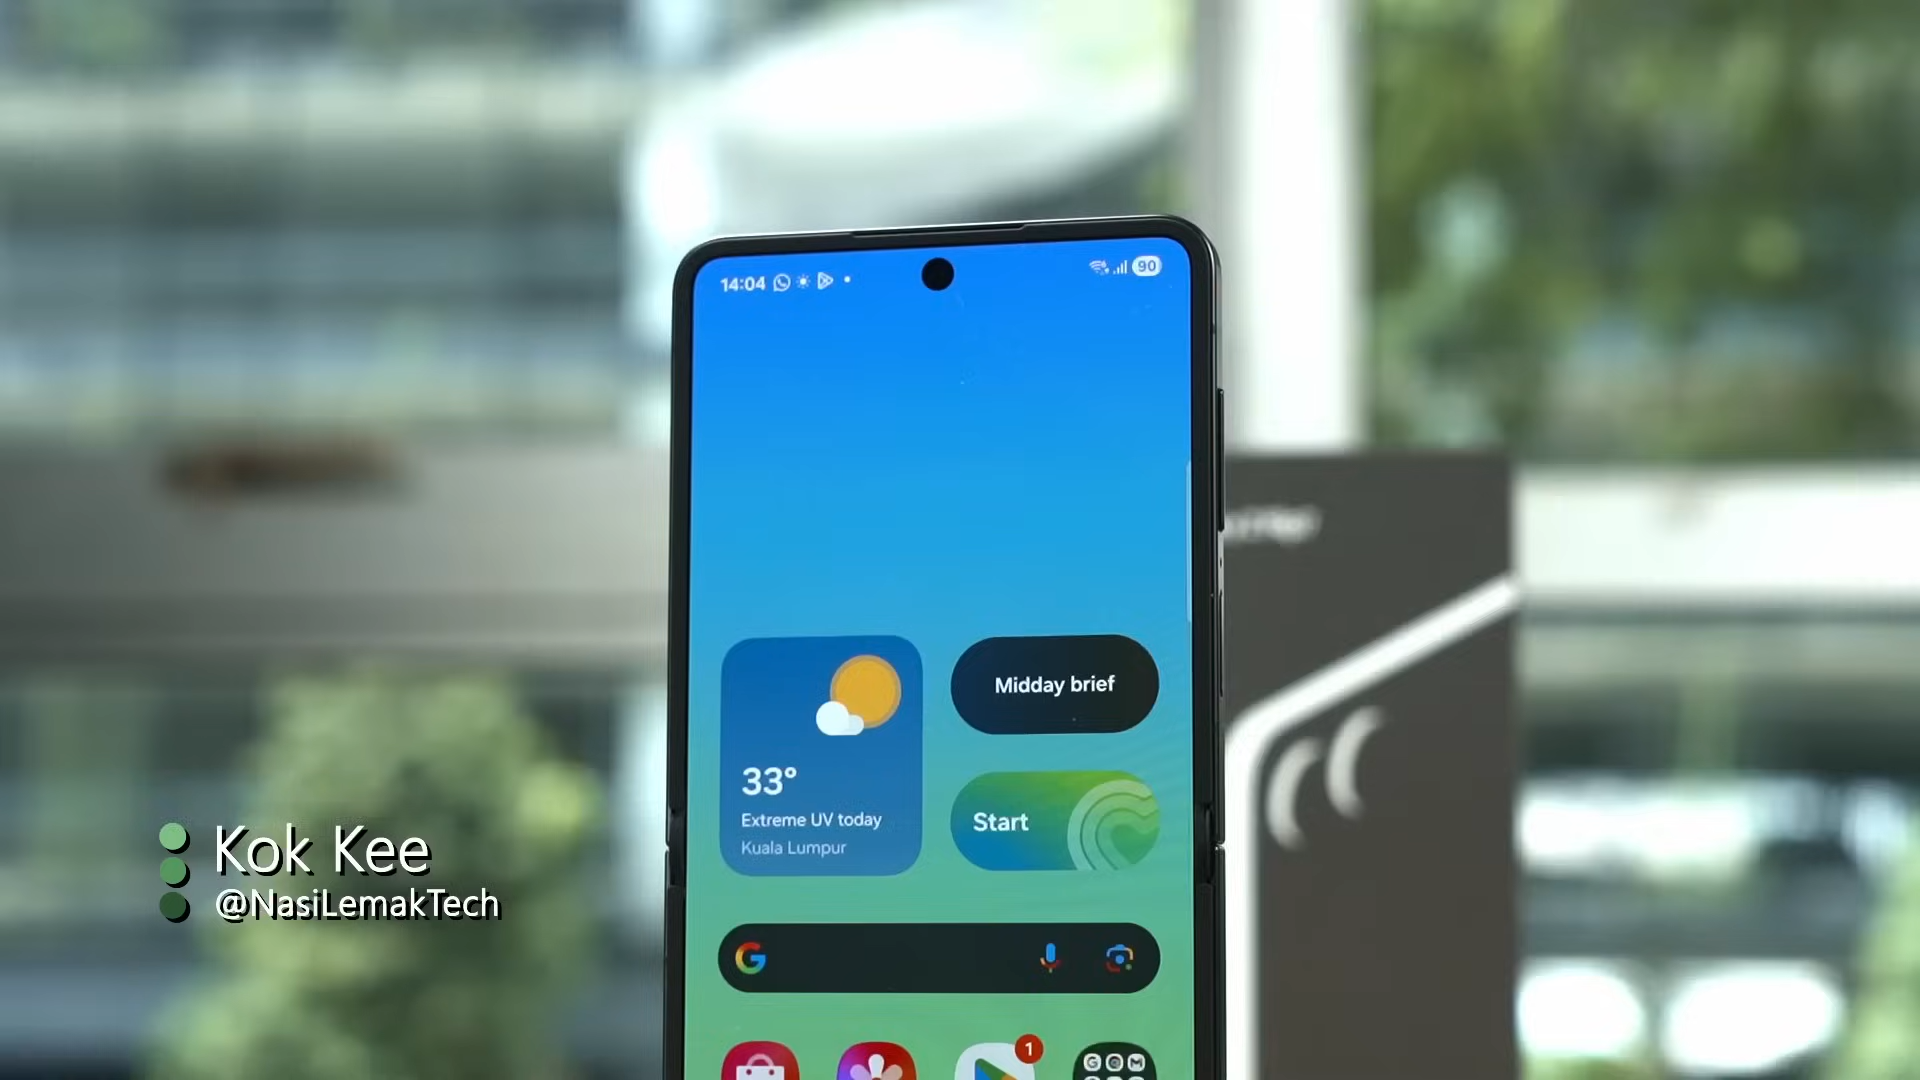 14:04
90
Midday brief
33°
Extreme UV today
Kuala Lumpur
Start
Kok Kee
@NasiLemakTech
G
1